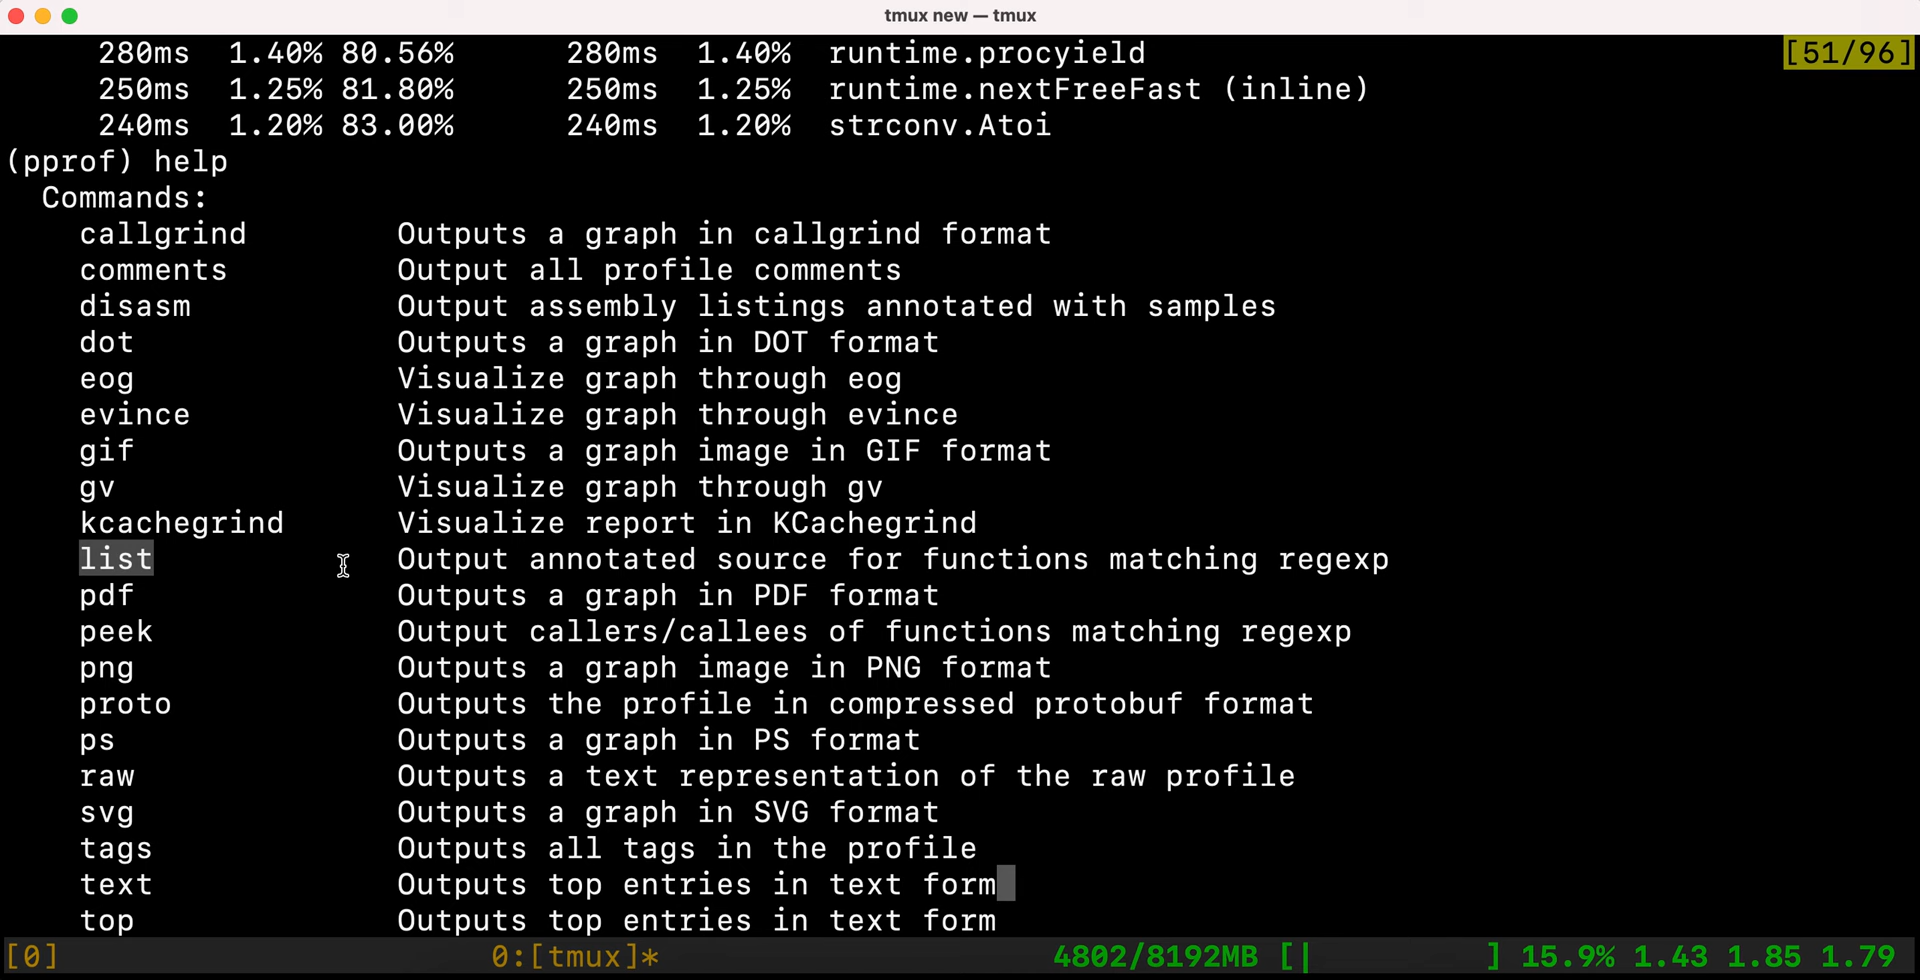 tmux new — tmux
280ms 1.40% 80.56% 280ms 1.40% runtime.procyield [51/96]
250ms 1.25% 81.80% 250ms 1.25% runtime.nextFreeFast (inline)
240ms 1.20% 83.00% 240ms 1.20% strconv.Atoi
(pprof) help
Commands:
callgrind Outputs a graph in callgrind format
comments Output all profile comments
disasm Output assembly listings annotated with samples
dot Outputs a graph in DOT format
eog Visualize graph through eog
evince Visualize graph through evince
gif Outputs a graph image in GIF format
gv Visualize graph through gv
kcachegrind Visualize report in KCachegrind
list Output annotated source for functions matching regexp
pdf Outputs a graph in PDF format
peek Output callers/callees of functions matching regexp
png Outputs a graph image in PNG format
proto Outputs the profile in compressed protobuf format
ps Outputs a graph in PS format
raw Outputs a text representation of the raw profile
svg Outputs a graph in SVG format
tags Outputs all tags in the profile
text Outputs top entries in text form
top Outputs top entries in text form
[0] 0:[tmux]* 4802/8192MB [| ] 15.9% 1.43 1.85 1.79